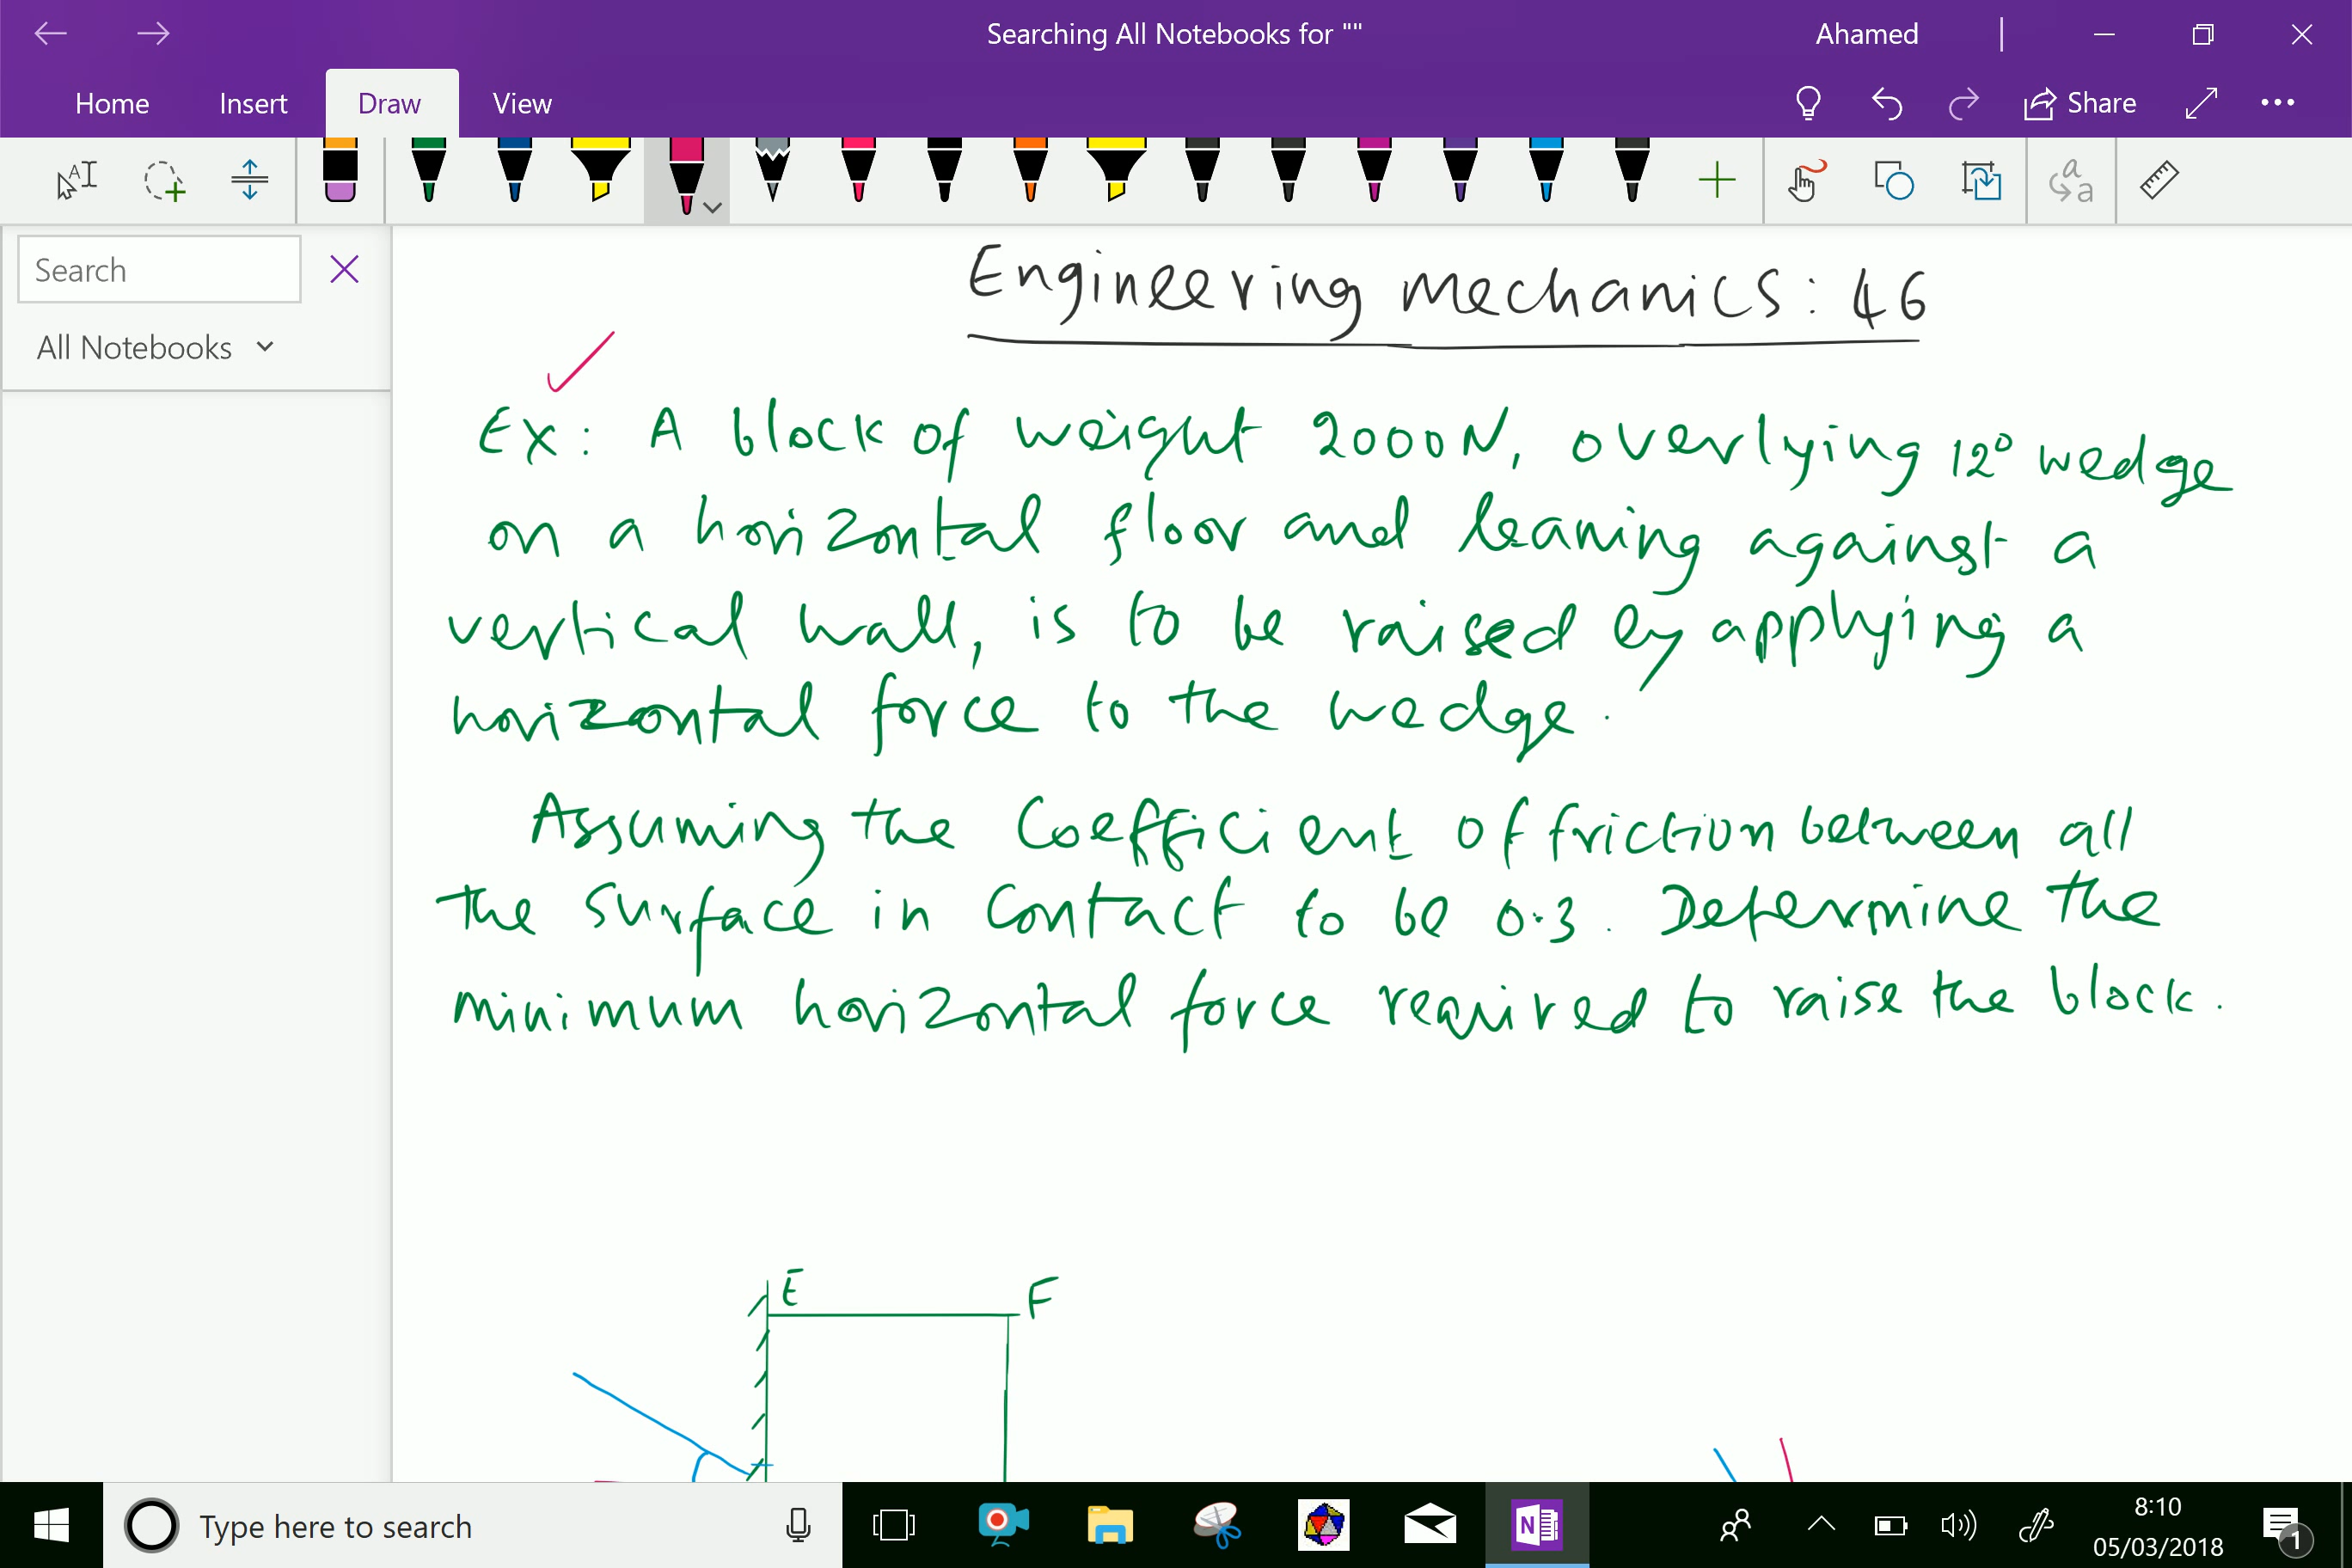 Searching All Notebooks for ""
Ahamed
Home Insert Draw View
Share
Search
All Notebooks
Engineering mechanics: 46
Ex: A block of weight 2000N, overlying 12° wedge
on a horizontal floor and leaning against a
vertical wall, is to be raised by applying a
horizontal force to the wedge.
Assuming the Coefficient of friction between all
the surface in contact to be 0.3. Determine the
minimum horizontal force required to raise the block.
E F
Type here to search
8:10
05/03/2018
1